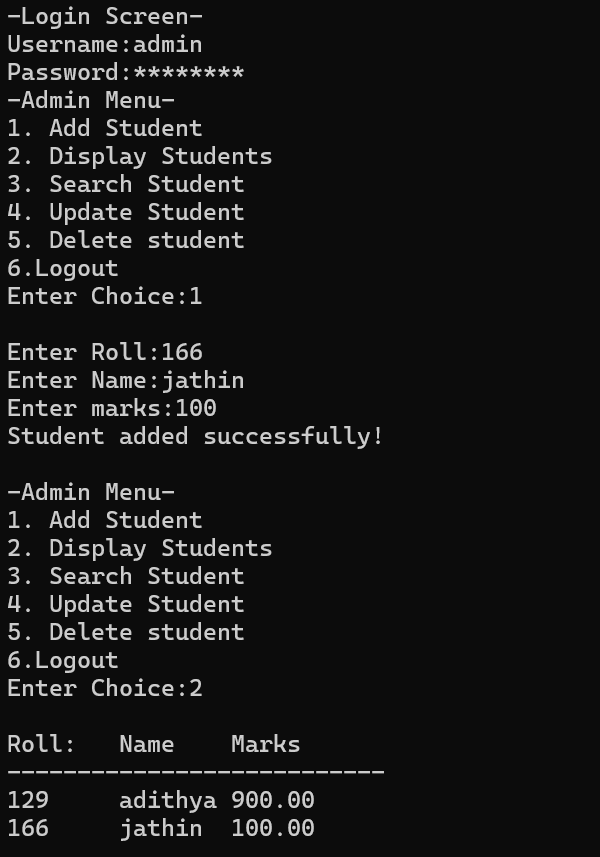 -Login Screen-
Username:admin
Password:********
-Admin Menu-
1. Add Student
2. Display Students
3. Search Student
4. Update Student
5. Delete student
6.Logout
Enter Choice:1

Enter Roll:166
Enter Name:jathin
Enter marks:100
Student added successfully!

-Admin Menu-
1. Add Student
2. Display Students
3. Search Student
4. Update Student
5. Delete student
6.Logout
Enter Choice:2

Roll:   Name    Marks
---------------------------
129     adithya 900.00
166     jathin  100.00